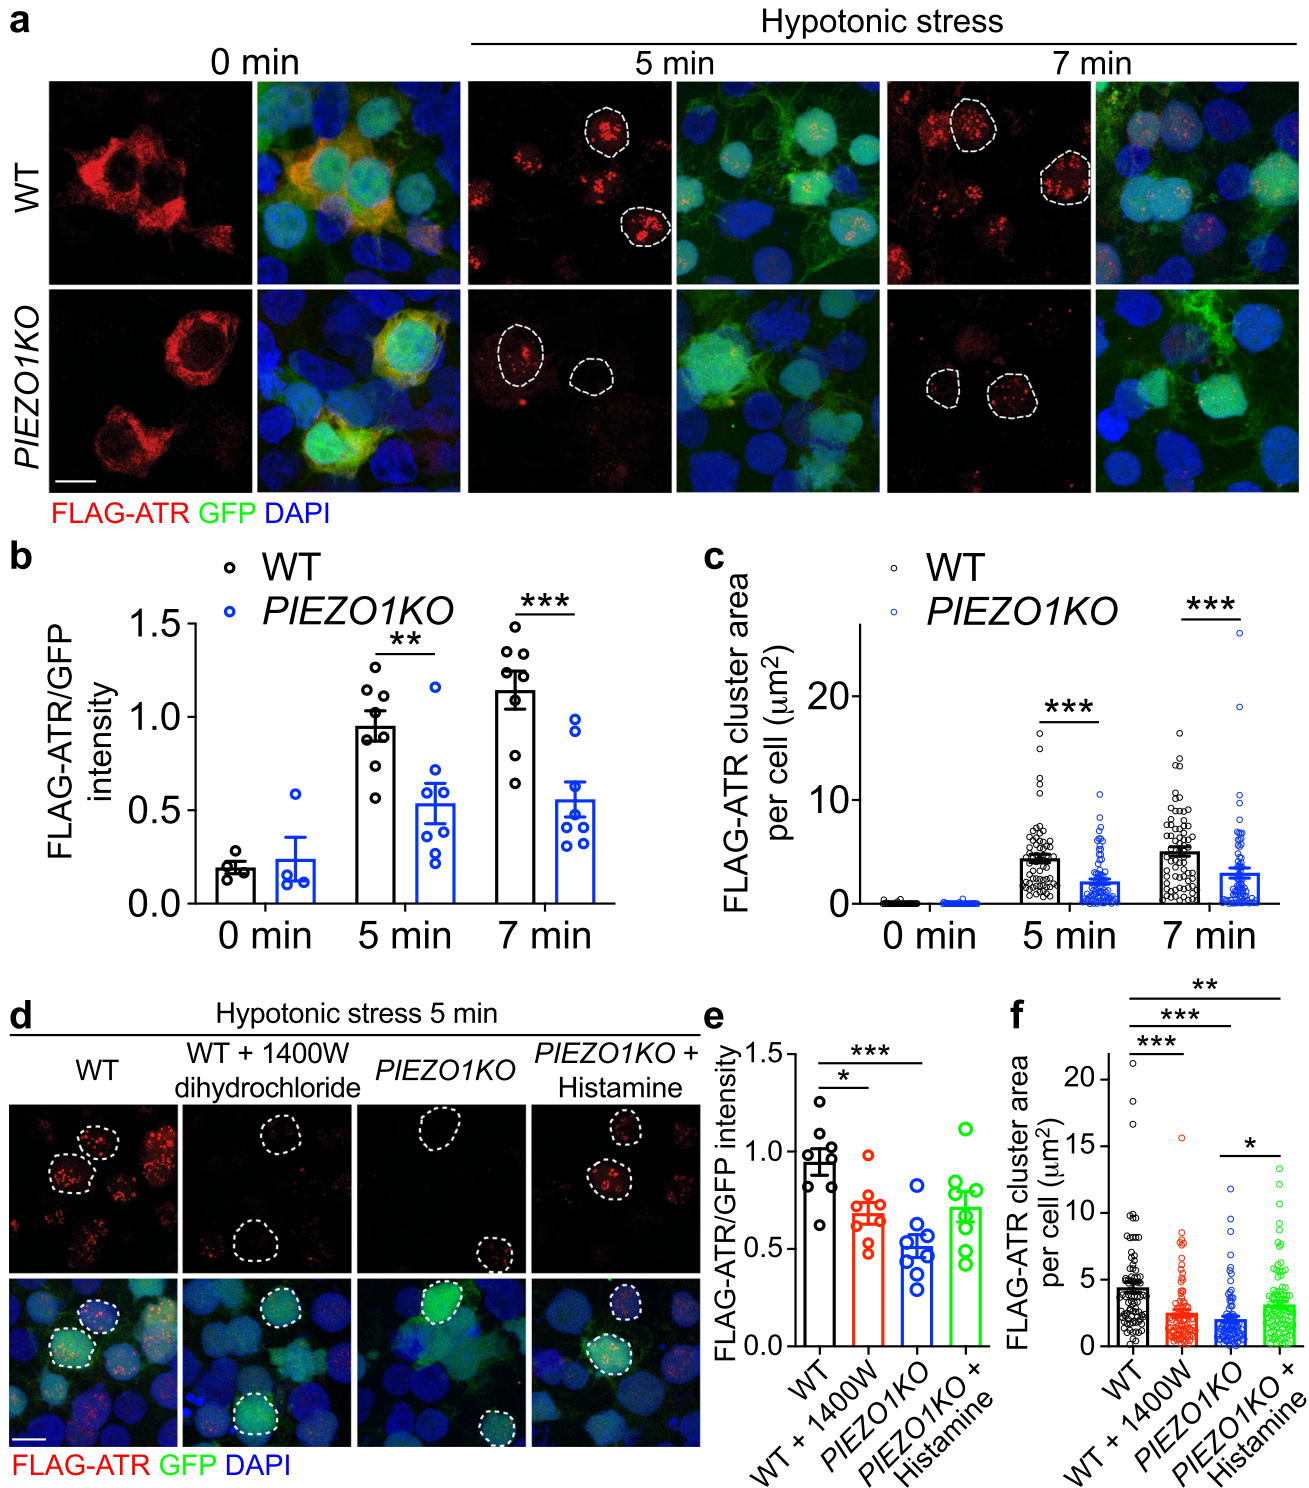 a
Hypotonic stress
0 min
5 min
7 min
WT
PIEZO1KO
FLAG-ATR GFP DAPI
b
WT
PIEZO1KO
FLAG-ATR/GFP
intensity
1.5
1.0
0.5
0.0
**
***
0 min
5 min
7 min
c
WT
PIEZO1KO
FLAG-ATR cluster area
per cell (μm²)
20
10
0
***
***
0 min
5 min
7 min
d
Hypotonic stress 5 min
WT
WT + 1400W
dihydrochloride
PIEZO1KO
PIEZO1KO +
Histamine
FLAG-ATR GFP DAPI
e
FLAG-ATR/GFP intensity
1.5
1.0
0.5
0.0
***
*
WT
WT + 1400W
PIEZO1KO
PIEZO1KO +
Histamine
f
FLAG-ATR cluster area
per cell (μm²)
20
15
10
5
0
**
***
***
*
WT
WT + 1400W
PIEZO1KO
PIEZO1KO +
Histamine